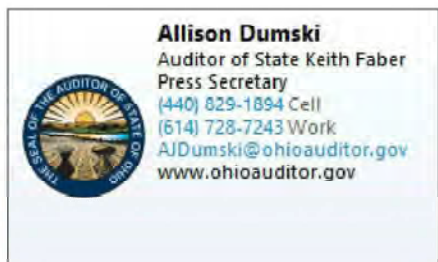 Allison Dumski
Auditor of State Keith Faber
Press Secretary
(440) 829-1894 Cell
(614) 728-7243 Work
AJDumski@ohioauditor.gov
www.ohioauditor.gov
THE SEAL OF THE AUDITOR OF STATE OF OHIO